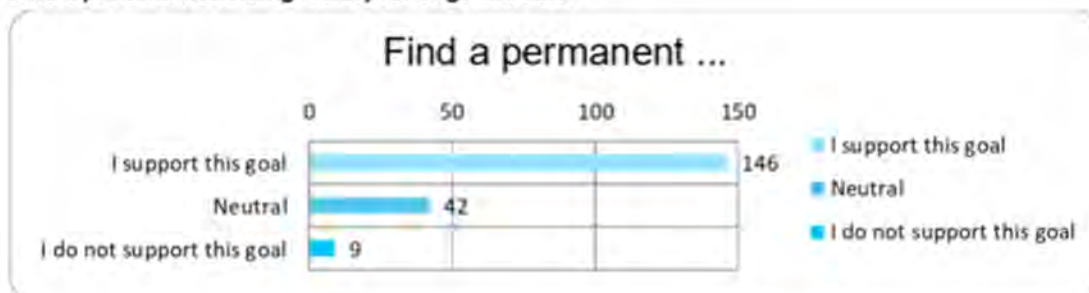 Find a permanent ...
0 50 100 150
I support this goal 146
Neutral 42
I do not support this goal 9
I support this goal
Neutral
I do not support this goal